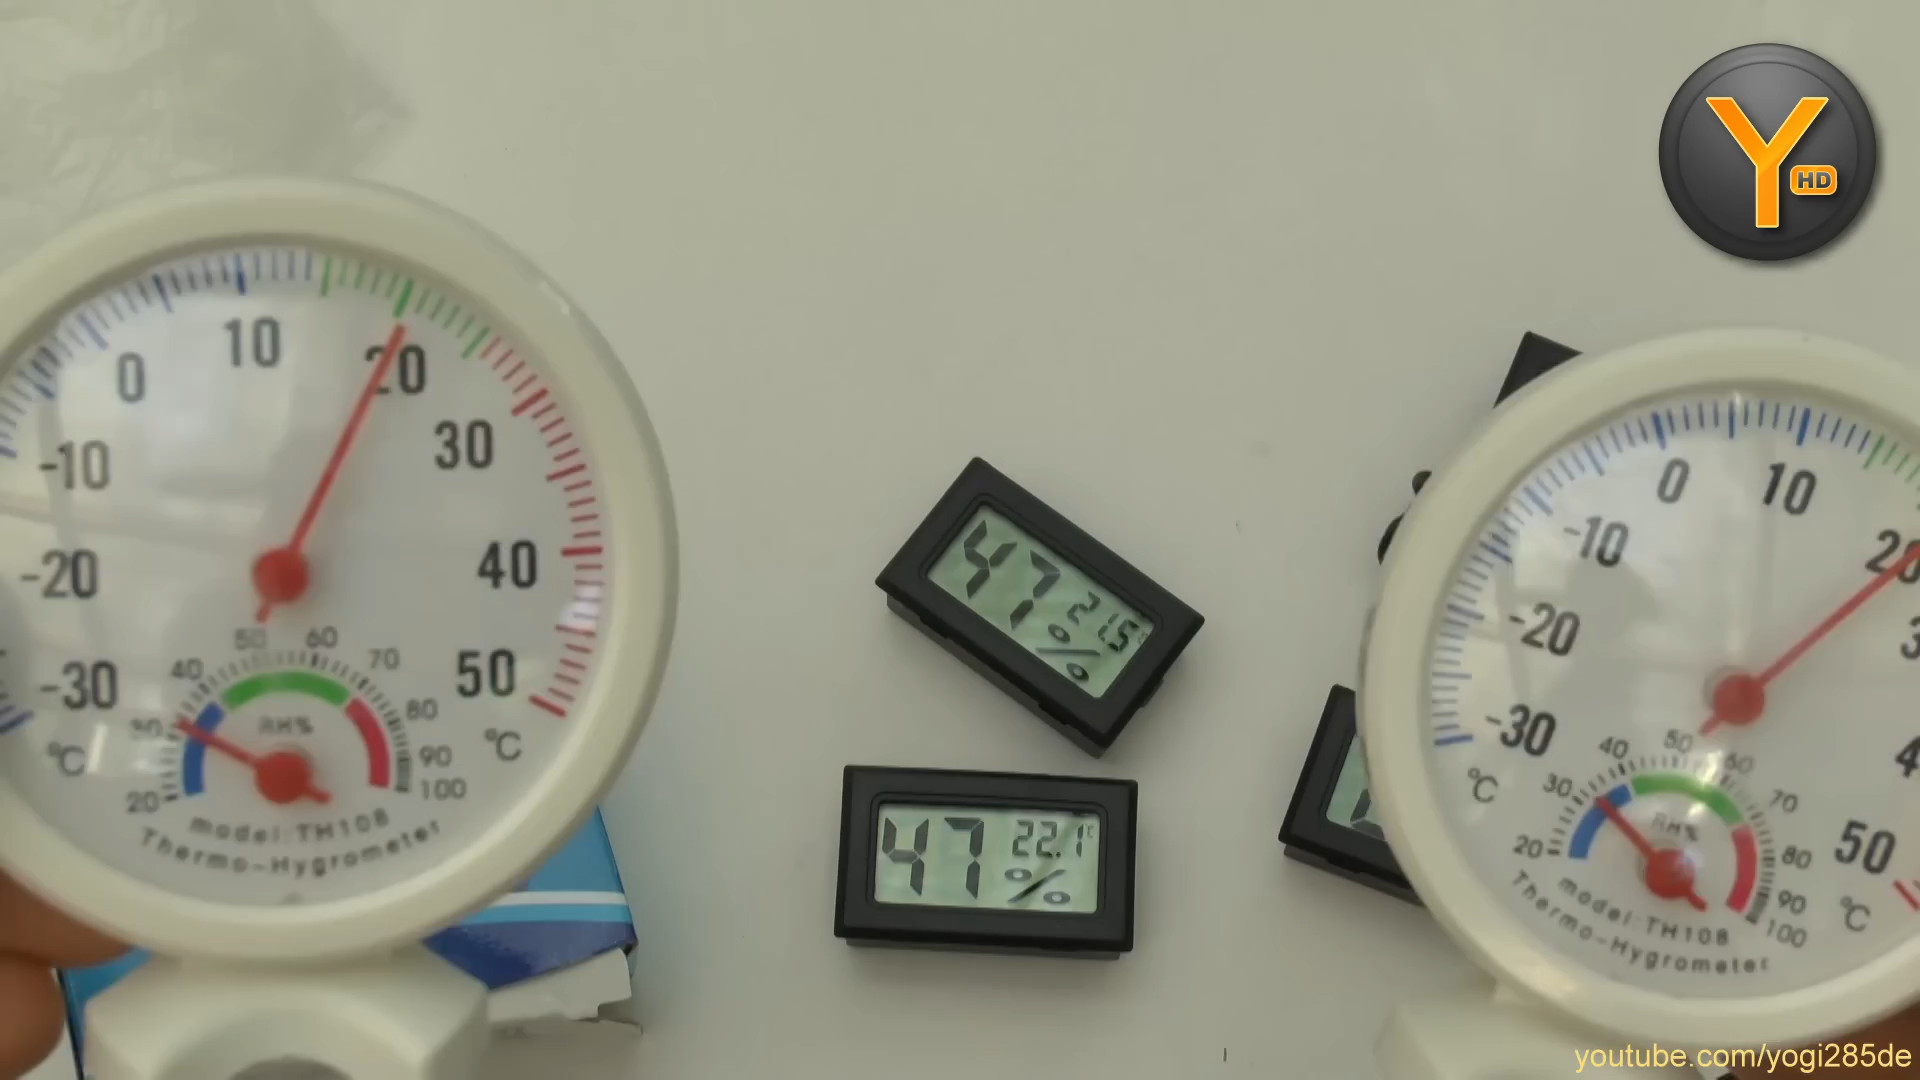 Y
HD
-30
-20
-10
0
10
20
30
40
50
°C
°C
20
30
40
50
60
70
80
90
100
RH%
model:TH108
Thermo-Hygrometer
47
21.5
%
47
22.1°C
%
-30
-20
-10
0
10
20
50
°C
°C
20
30
40
50
60
70
80
90
100
RH%
model:TH108
Thermo-Hygrometer
youtube.com/yogi285de